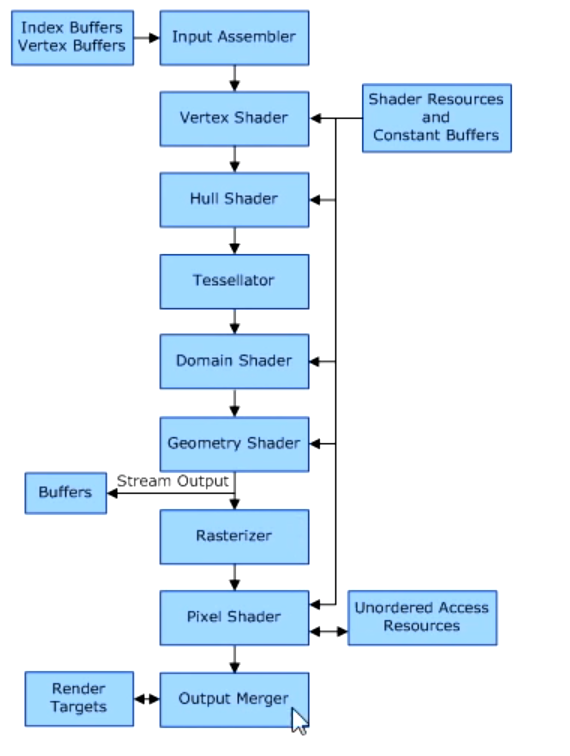 Index Buffers
Vertex Buffers
Input Assembler
Shader Resources
and
Constant Buffers
Vertex Shader
Hull Shader
Tessellator
Domain Shader
Geometry Shader
Stream Output
Buffers
Rasterizer
Pixel Shader
Unordered Access
Resources
Render
Targets
Output Merger